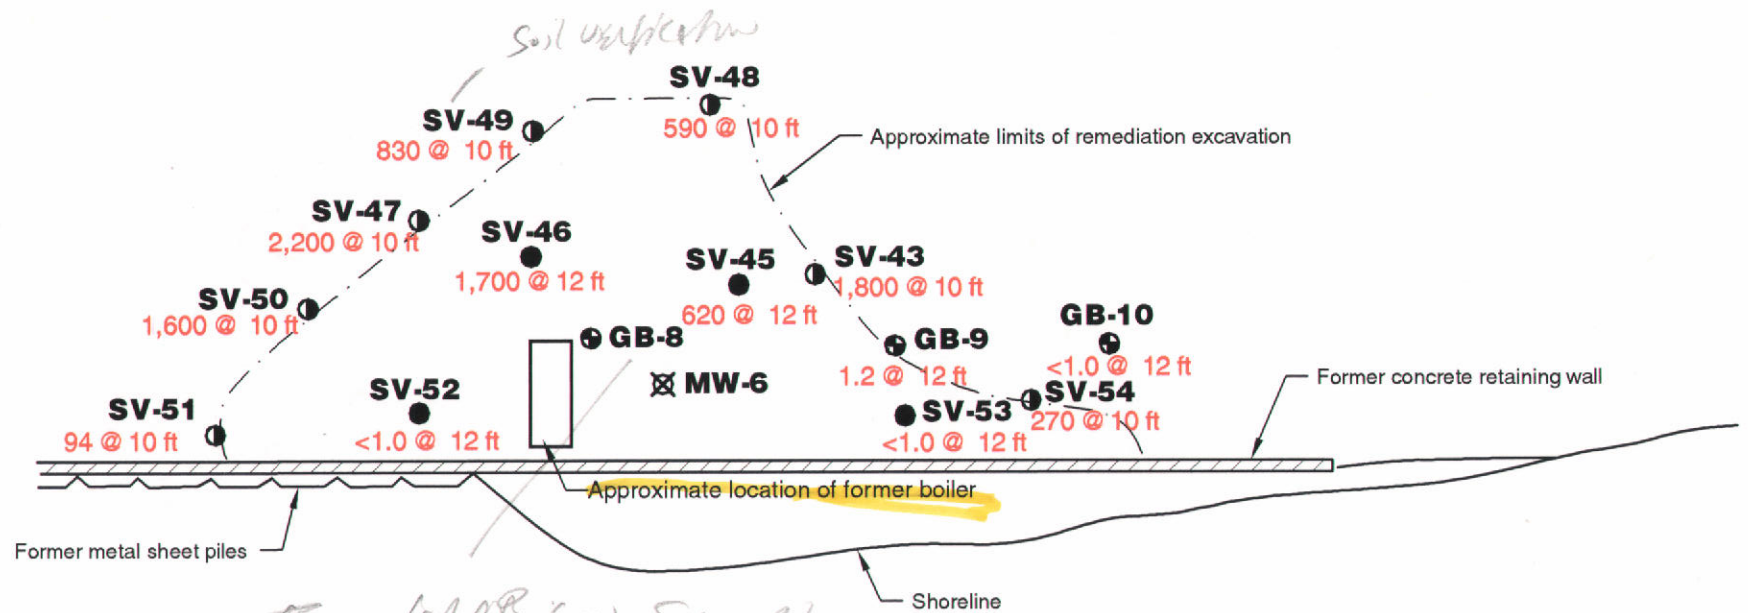 Soil verification
SV-48
590 @ 10 ft
SV-49
830 @ 10 ft
Approximate limits of remediation excavation
SV-47
2,200 @ 10 ft
SV-46
1,700 @ 12 ft
SV-45
620 @ 12 ft
SV-43
1,800 @ 10 ft
SV-50
1,600 @ 10 ft
GB-8
GB-9
1.2 @ 12 ft
GB-10
<1.0 @ 12 ft
MW-6
SV-51
94 @ 10 ft
SV-52
<1.0 @ 12 ft
SV-53
<1.0 @ 12 ft
SV-54
270 @ 10 ft
Former concrete retaining wall
Approximate location of former boiler
Former metal sheet piles
Shoreline